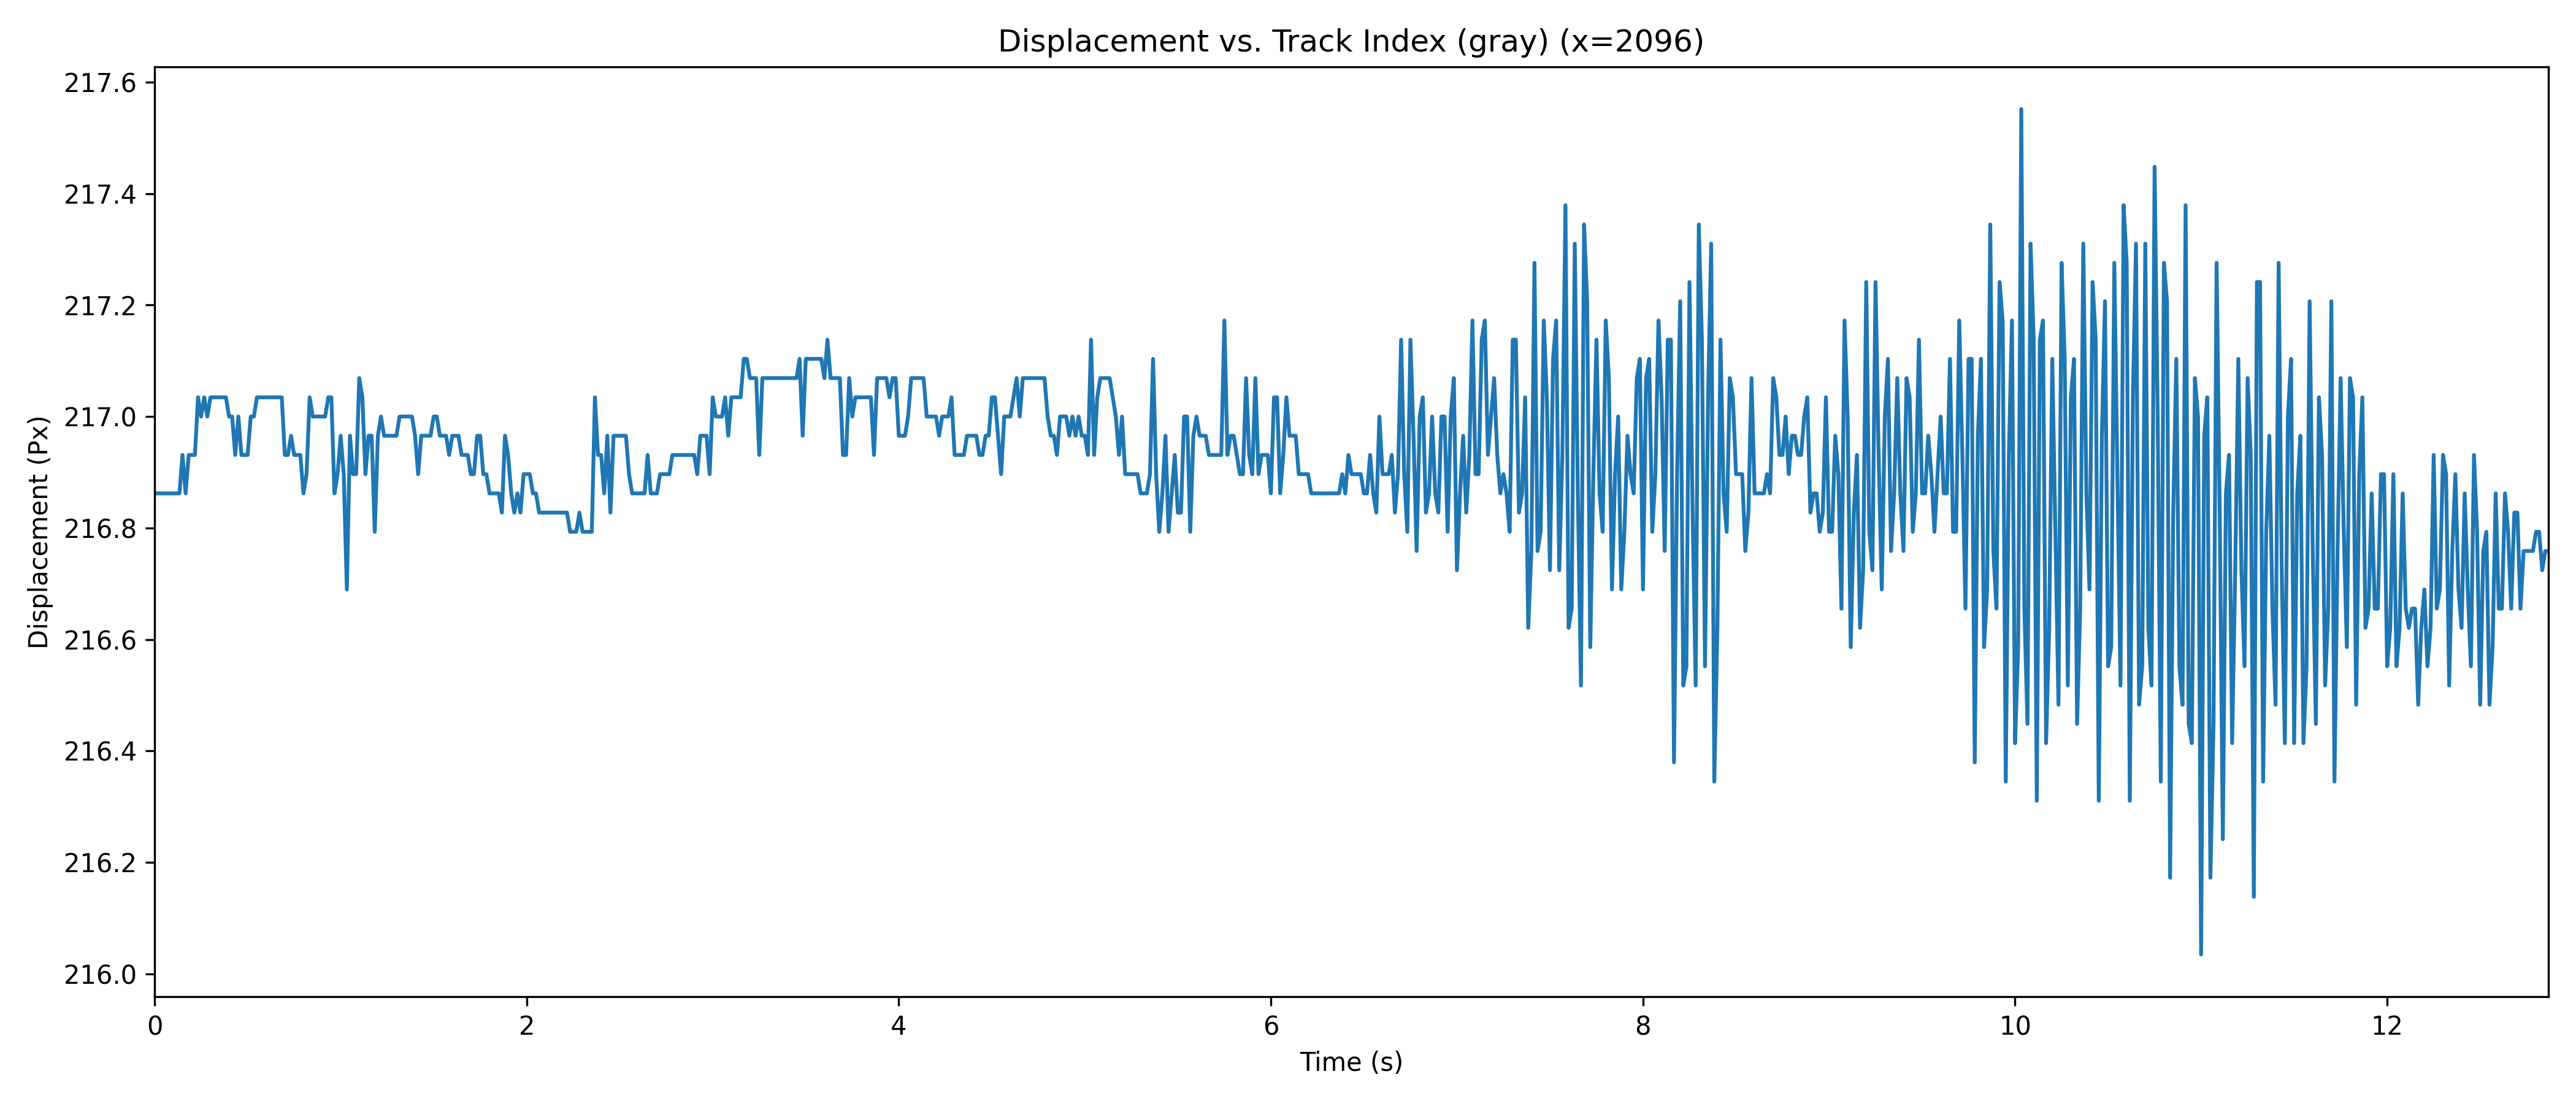 Displacement vs. Track Index (gray) (x=2096)
217.6
217.4
217.2
217.0
216.8
216.6
216.4
216.2
216.0
Displacement (Px)
0 2 4 6 8 10 12
Time (s)